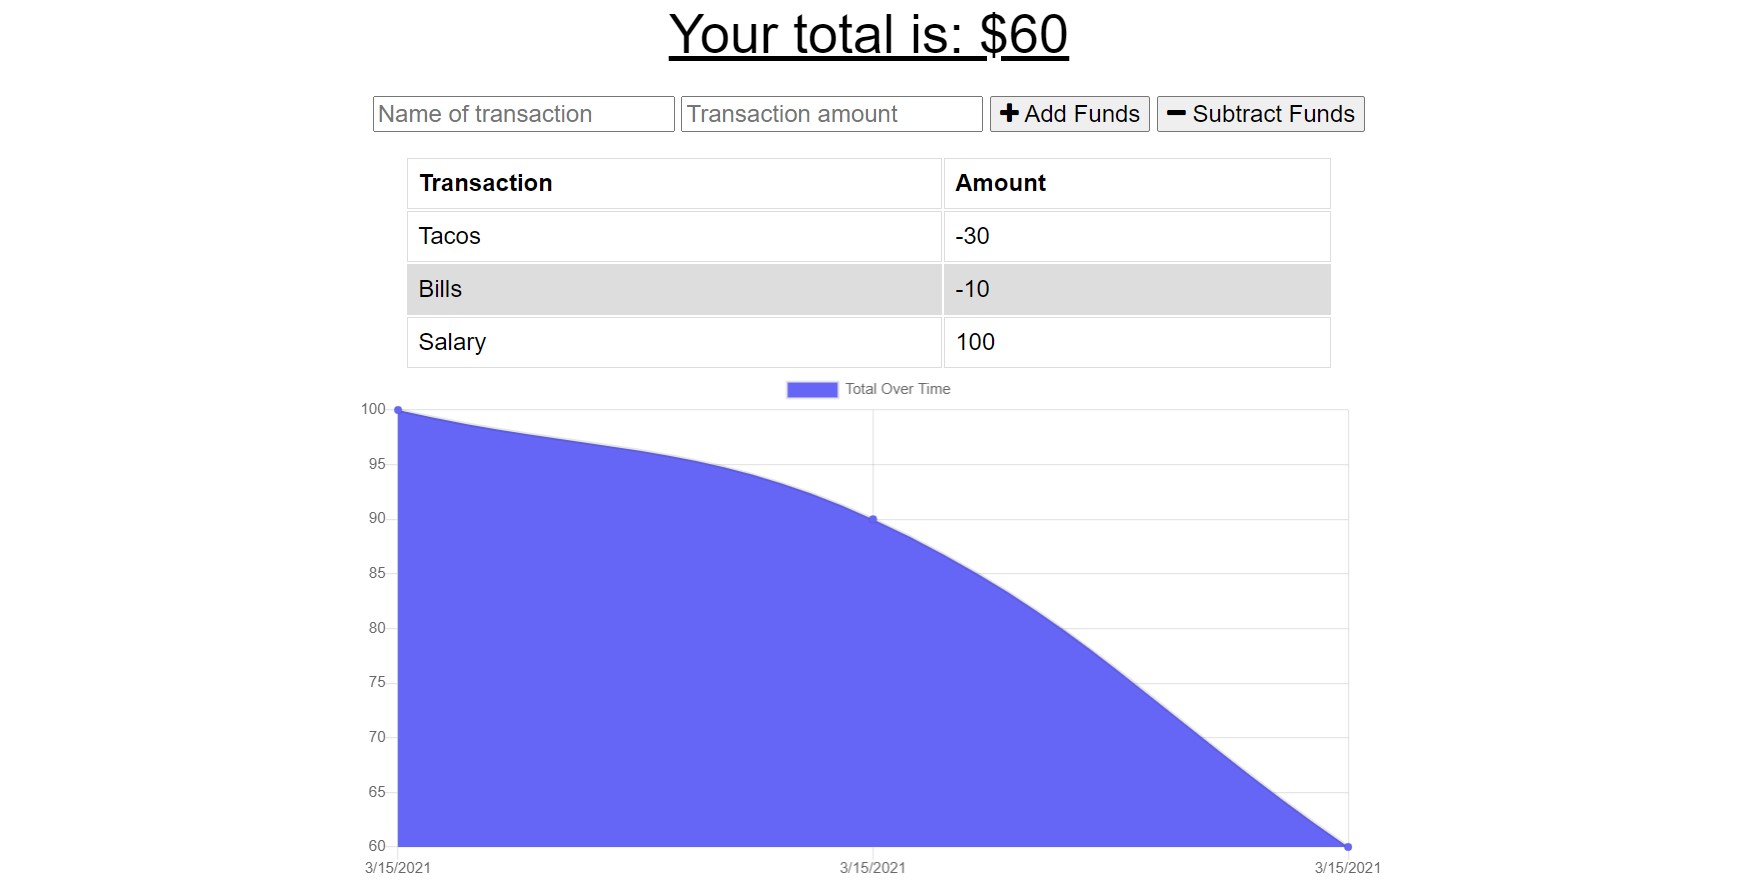 Your total is: $60
Name of transaction Transaction amount Add Funds Subtract Funds
Transaction Amount
Tacos -30
Bills -10
Salary 100
Total Over Time
100
95
90
85
80
75
70
65
60
3/15/2021 3/15/2021 3/15/2021